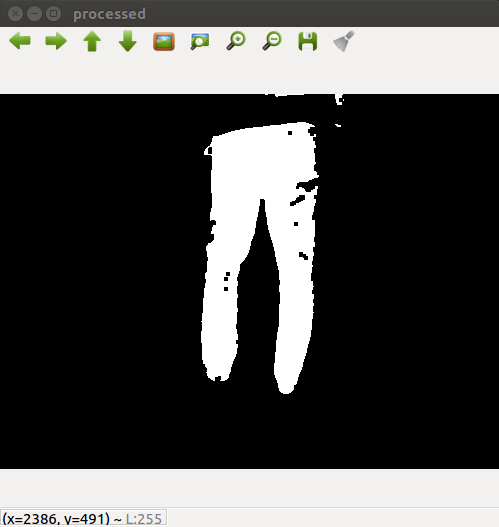 processed
(x=2386, y=491) ~ L:255